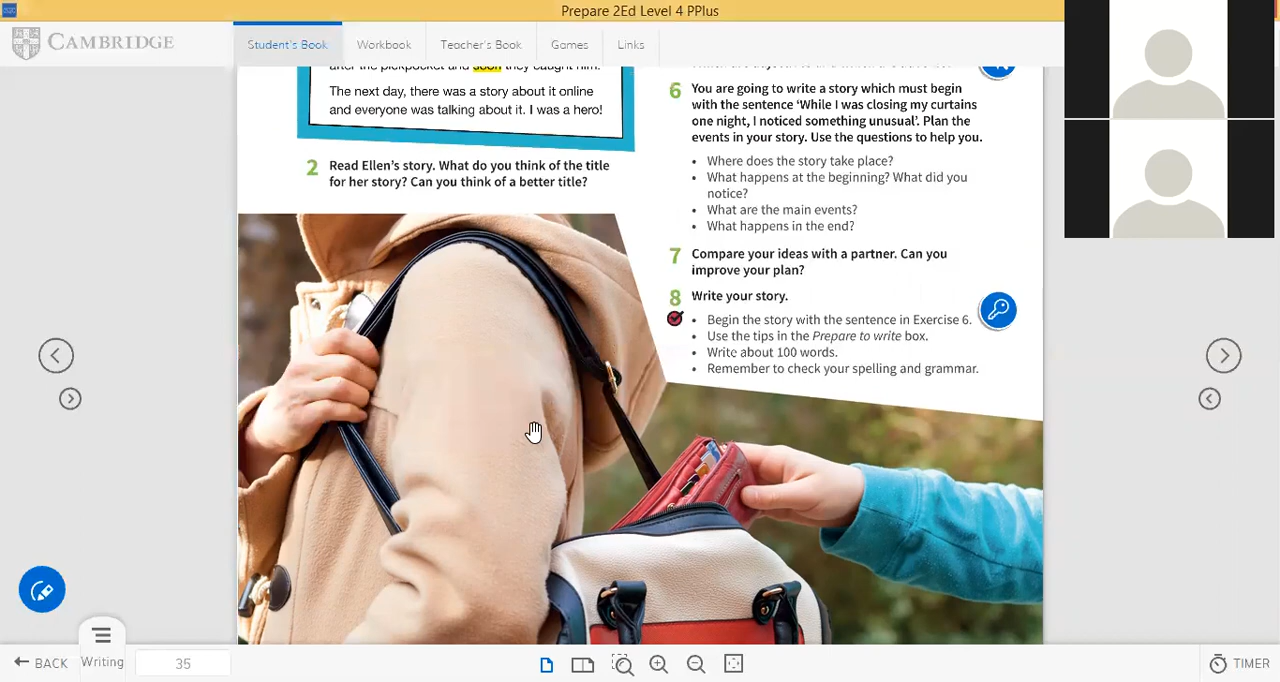 Prepare 2Ed Level 4 PPlus
CAMBRIDGE
Student's Book
Workbook
Teacher's Book
Games
Links
after the pickpocket and soon they caught him.
The next day, there was a story about it online
and everyone was talking about it. I was a hero!
2 Read Ellen's story. What do you think of the title
for her story? Can you think of a better title?
6 You are going to write a story which must begin
with the sentence 'While I was closing my curtains
one night, I noticed something unusual'. Plan the
events in your story. Use the questions to help you.
• Where does the story take place?
• What happens at the beginning? What did you
notice?
• What are the main events?
• What happens in the end?
7 Compare your ideas with a partner. Can you
improve your plan?
8 Write your story.
• Begin the story with the sentence in Exercise 6.
• Use the tips in the Prepare to write box.
• Write about 100 words.
• Remember to check your spelling and grammar.
BACK
Writing
35
TIMER